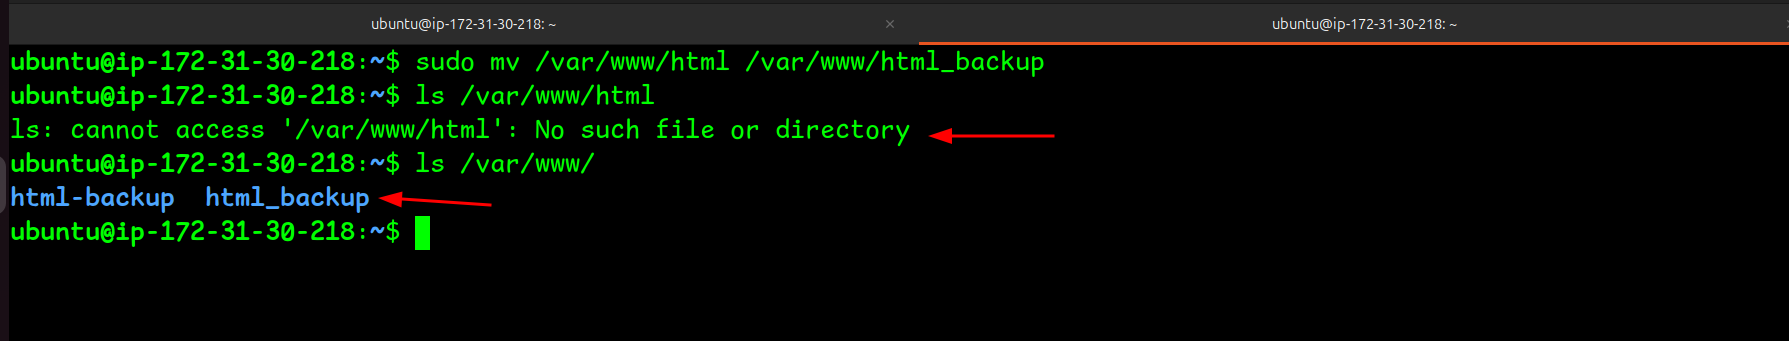 ubuntu@ip-172-31-30-218: ~ × ubuntu@ip-172-31-30-218: ~
ubuntu@ip-172-31-30-218:~$ sudo mv /var/www/html /var/www/html_backup
ubuntu@ip-172-31-30-218:~$ ls /var/www/html
ls: cannot access '/var/www/html': No such file or directory
ubuntu@ip-172-31-30-218:~$ ls /var/www/
html-backup  html_backup
ubuntu@ip-172-31-30-218:~$